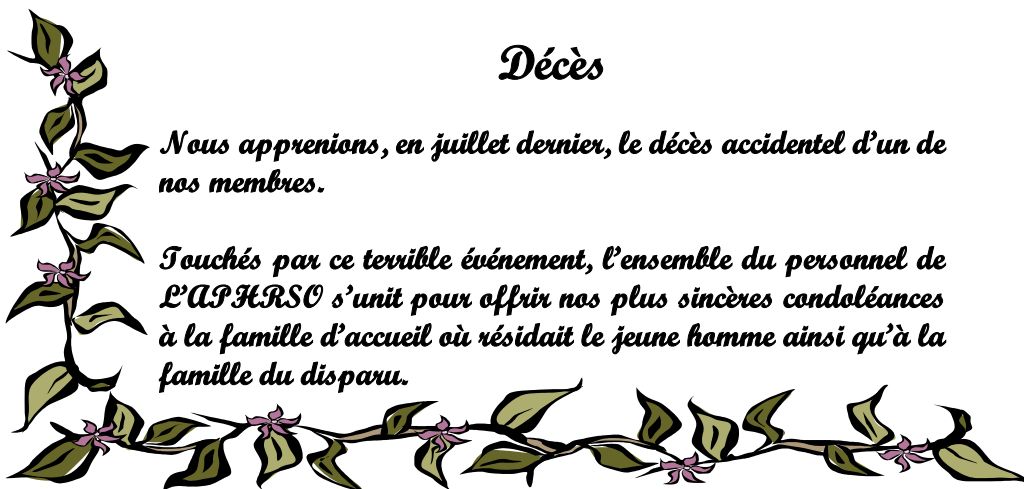 Décès
Nous apprenions, en juillet dernier, le décès accidentel d'un de
nos membres.
Touchés par ce terrible événement, l'ensemble du personnel de
L'APHRSO s'unit pour offrir nos plus sincères condoléances
à la famille d'accueil où résidait le jeune homme ainsi qu'à la
famille du disparu.